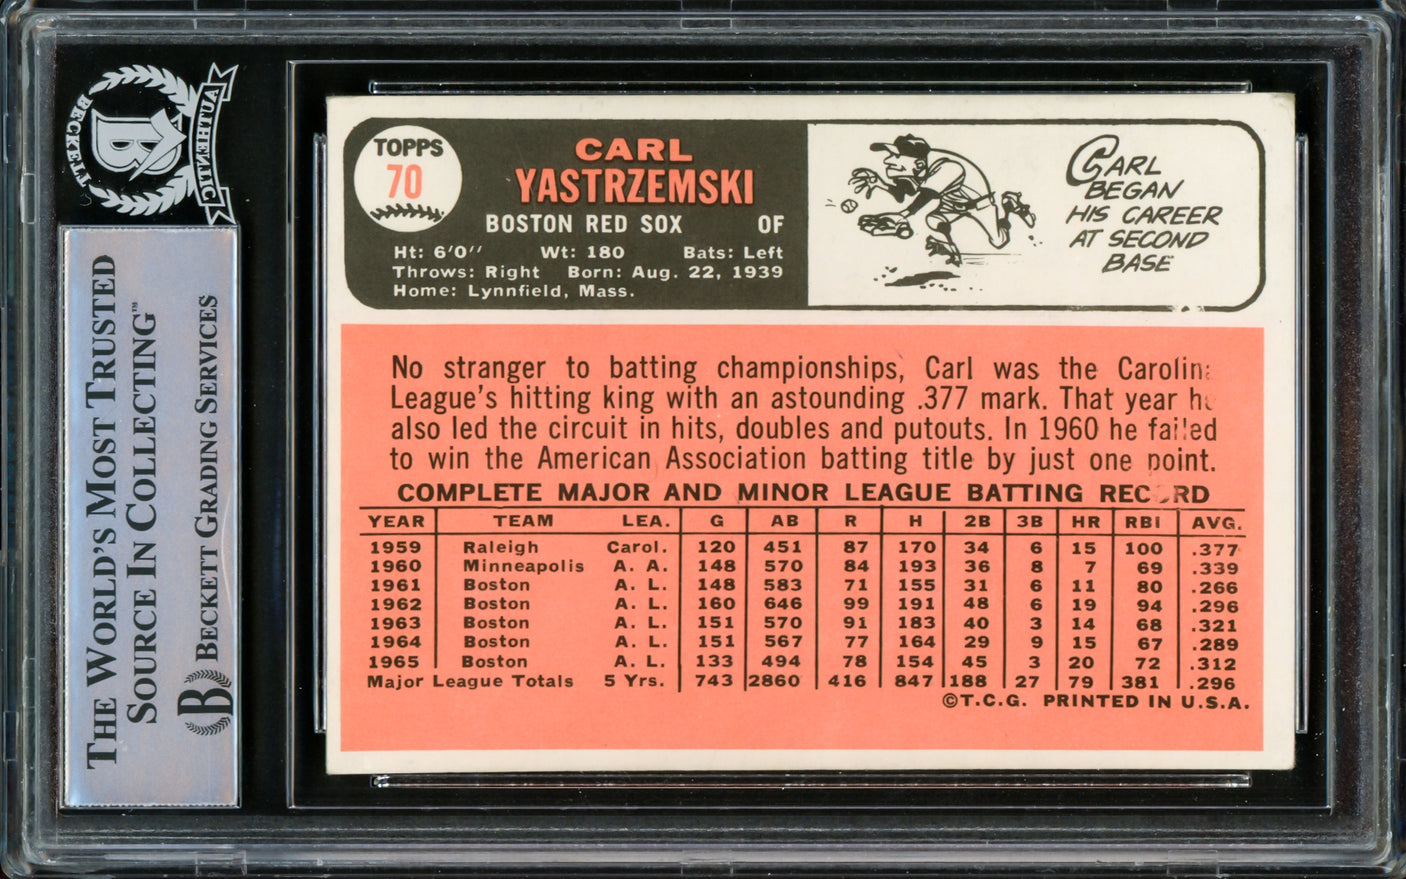 BECKETT
AUTHENTIC
B
THE WORLD'S MOST TRUSTED
SOURCE IN COLLECTING™
B BECKETT GRADING SERVICES
TOPPS
70
CARL
YASTRZEMSKI
BOSTON RED SOX OF
Ht: 6'0" Wt: 180 Bats: Left
Throws: Right Born: Aug. 22, 1939
Home: Lynnfield, Mass.
CARL
BEGAN
HIS CAREER
AT SECOND
BASE
No stranger to batting championships, Carl was the
League's hitting king with an astounding .377 mark. That year he
also led the circuit in hits, doubles and putouts. In 1960 he failed
to win the American Association batting title by just one point.
COMPLETE MAJOR AND MINOR LEAGUE BATTING RECORD
YEAR TEAM LEA. G AB R H 2B 3B HR RBI AVG.
1959 Raleigh Carol. 120 451 87 170 34 6 15 100 .377
1960 Minneapolis A. A. 148 570 84 193 36 8 7 69 .339
1961 Boston A. L. 148 583 71 155 31 6 11 80 .266
1962 Boston A. L. 160 646 99 191 48 6 19 94 .296
1963 Boston A. L. 151 570 91 183 40 3 14 68 .321
1964 Boston A. L. 151 567 77 164 29 9 15 67 .289
1965 Boston A. L. 133 494 78 154 45 3 20 72 .312
Major League Totals 5 Yrs. 743 2860 416 847 188 27 79 381 .296
©T.C.G. PRINTED IN U.S.A.